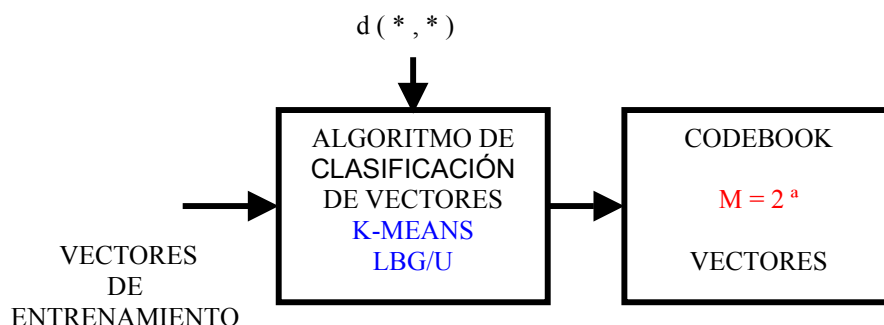 d ( * , * )
ALGORITMO DE
CLASIFICACIÓN
DE VECTORES
K-MEANS
LBG/U
CODEBOOK
M = 2 ª
VECTORES
VECTORES
DE
ENTRENAMIENTO